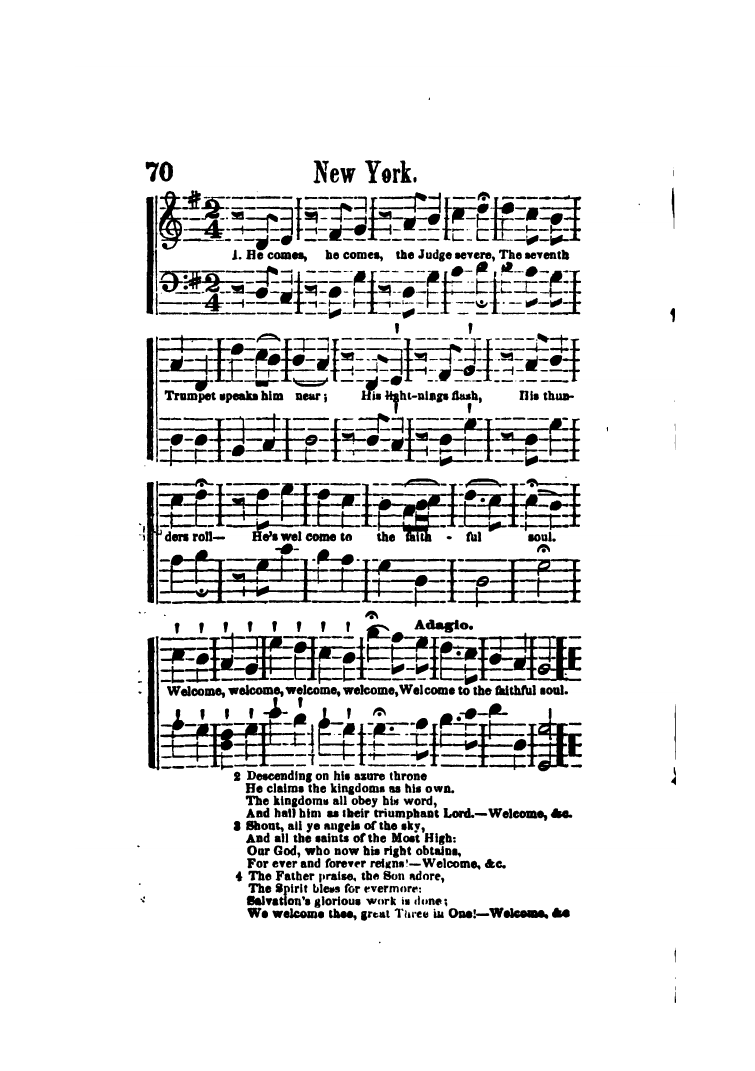 70
New York.
1. He comes, he comes, the Judge severe, The seventh
Trumpet speaks him near; His light-nings flash, His thun-
ders roll— He's wel come to the faith - ful soul.
Adagio.
Welcome, welcome, welcome, welcome, Welcome to the faithful soul.
2 Descending on his azure throne
He claims the kingdoms as his own.
The kingdoms all obey his word,
And hail him as their triumphant Lord.—Welcome, &c.
3 Shout, all ye angels of the sky,
And all the saints of the Most High:
Our God, who now his right obtains,
For ever and forever reigns!—Welcome, &c.
4 The Father praise, the Son adore,
The Spirit bless for evermore:
Salvation's glorious work is done;
We welcome thee, great Three in One!—Welcome, &c